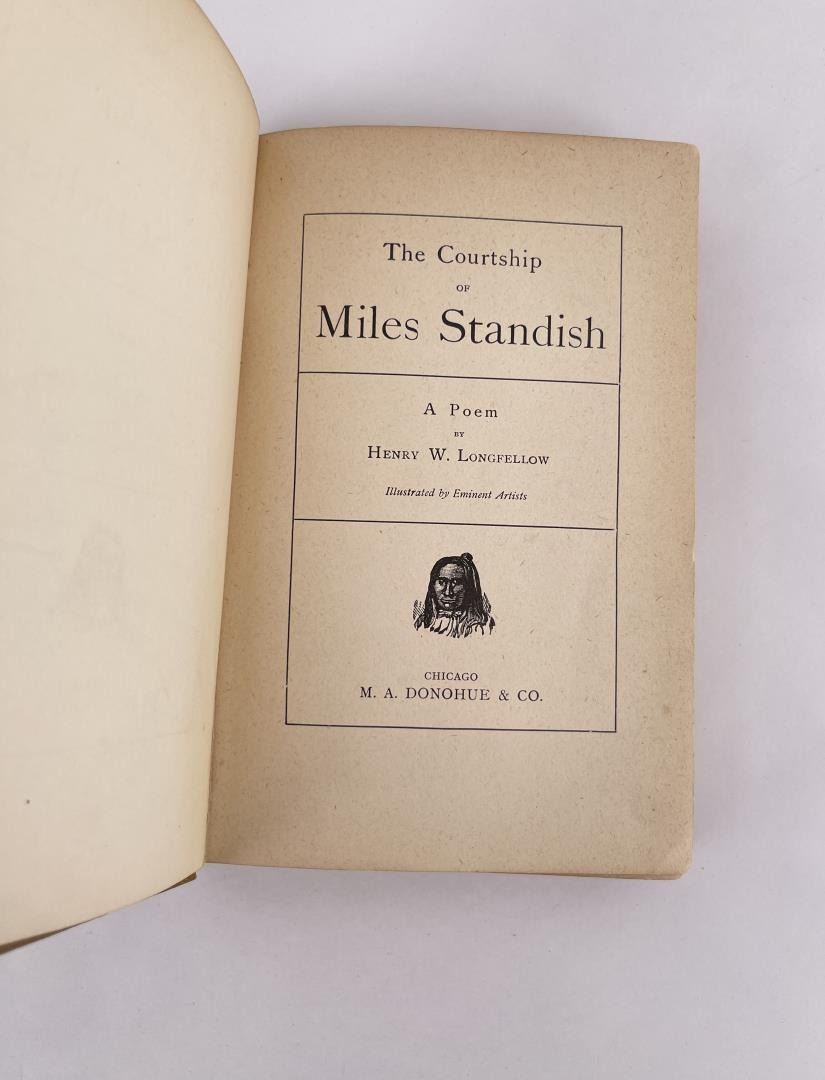 The Courtship
OF
Miles Standish
A Poem
BY
HENRY W. LONGFELLOW
Illustrated by Eminent Artists
CHICAGO
M. A. DONOHUE & CO.